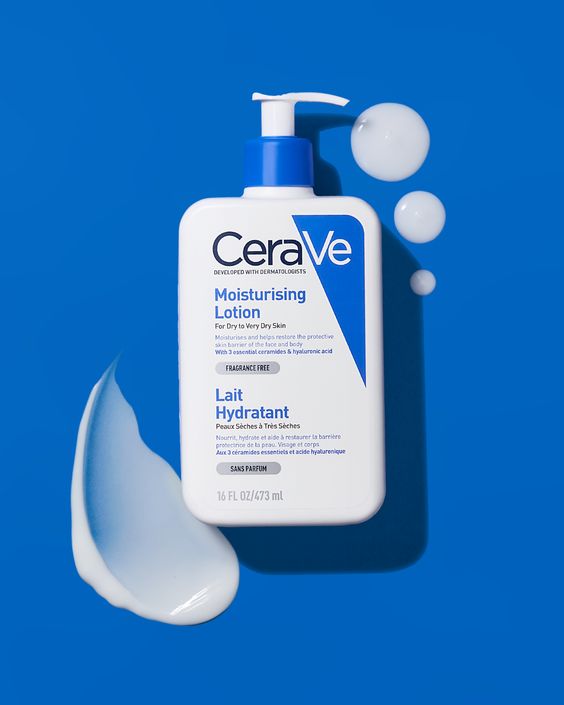 CeraVe
DEVELOPED WITH DERMATOLOGISTS
Moisturising
Lotion
For Dry to Very Dry Skin
Moisturises and helps restore the protective
skin barrier of the face and body
With 3 essential ceramides & hyaluronic acid
FRAGRANCE FREE
Lait
Hydratant
Peaux Sèches à Très Sèches
Nourrit, hydrate et aide à restaurer la barrière
protectrice de la peau. Visage et corps
Aux 3 céramides essentiels et acide hyaluronique
SANS PARFUM
16 FL OZ/473 ml